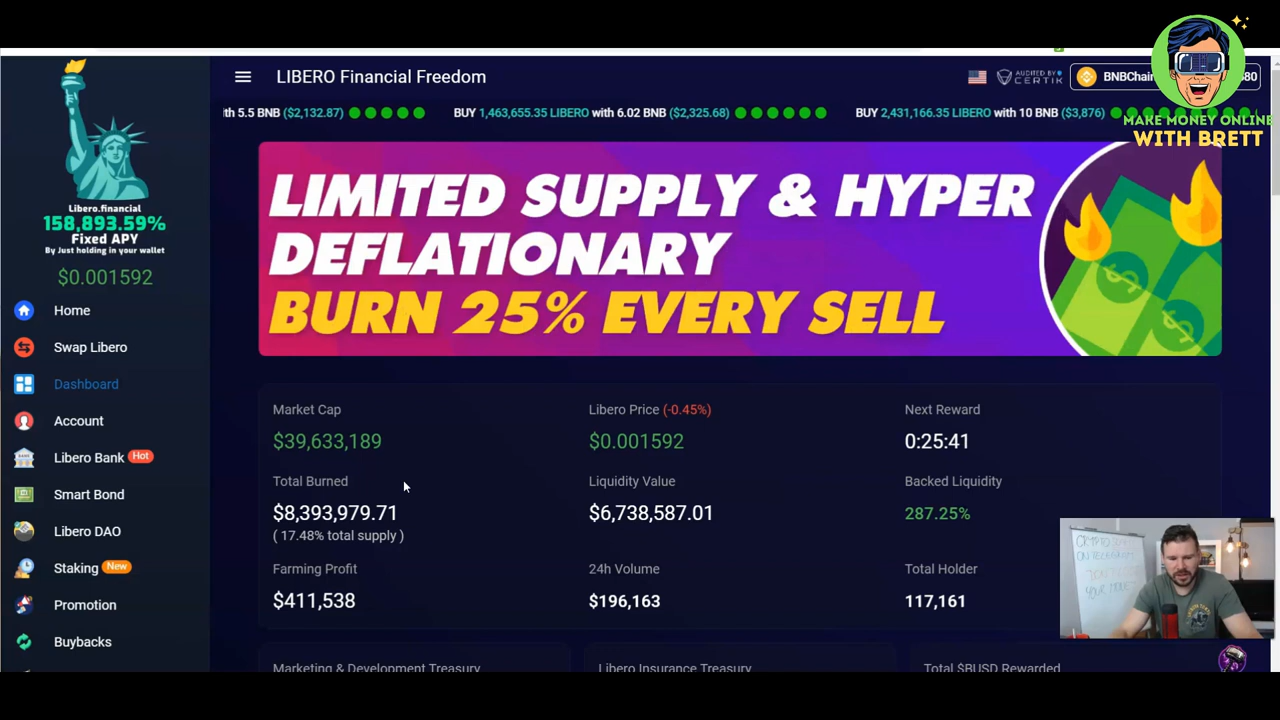 LIBERO Financial Freedom
AUDITED BY
CERTIK
BNBChain
80
th 5.5 BNB ($2,132.87)
BUY 1,463,655.35 LIBERO with 6.02 BNB ($2,325.68)
BUY 2,431,166.35 LIBERO with 10 BNB ($3,876)
MAKE MONEY ONLINE
WITH BRETT
Libero.financial
158,893.59%
Fixed APY
By Just holding in your wallet
$0.001592
Home
Swap Libero
Dashboard
Account
Libero Bank Hot
Smart Bond
Libero DAO
Staking New
Promotion
Buybacks
LIMITED SUPPLY & HYPER
DEFLATIONARY
BURN 25% EVERY SELL
Market Cap
$39,633,189
Libero Price (-0.45%)
$0.001592
Next Reward
0:25:41
Total Burned
$8,393,979.71
( 17.48% total supply )
Liquidity Value
$6,738,587.01
Backed Liquidity
287.25%
Farming Profit
$411,538
24h Volume
$196,163
Total Holder
117,161
Marketing & Development Treasury
Libero Insurance Treasury
Total $BUSD Rewarded